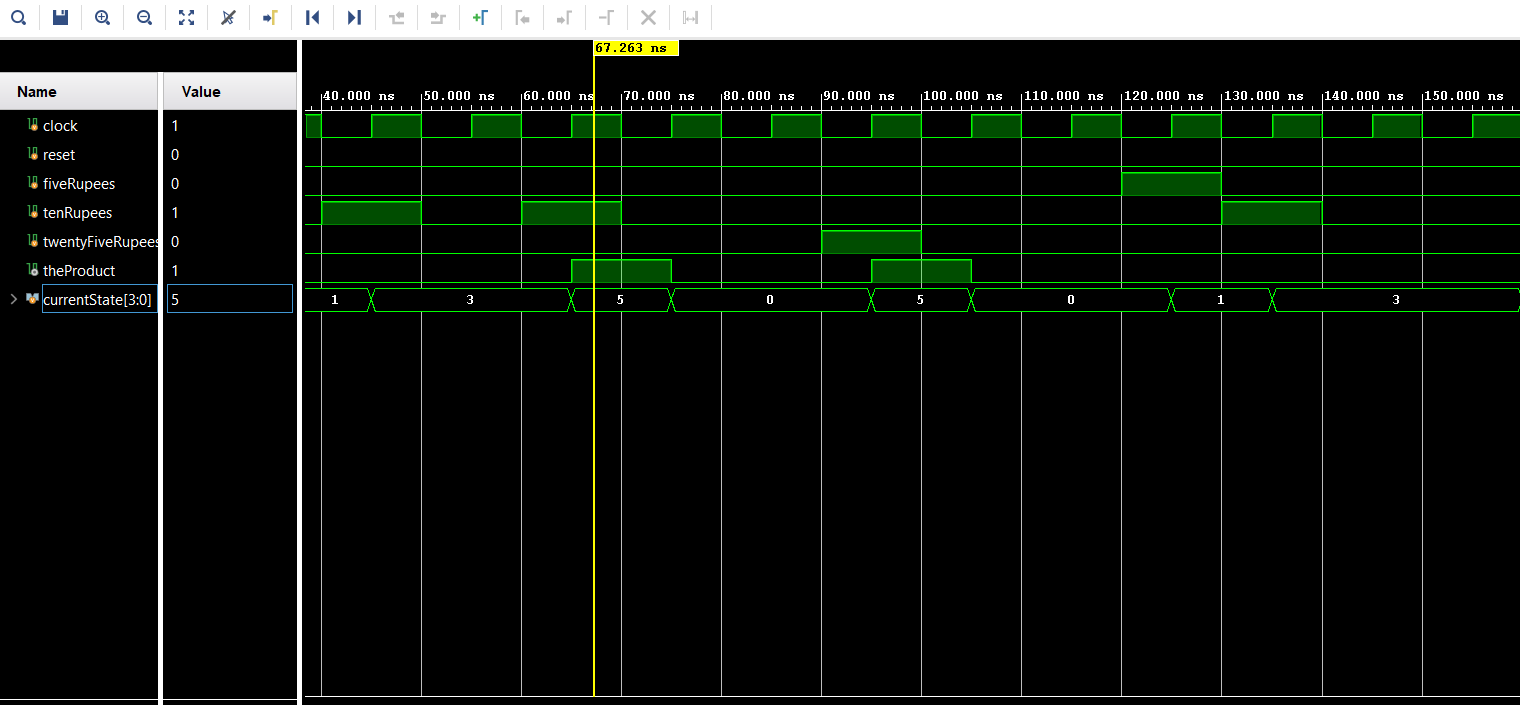 67.263 ns
Name Value
40.000 ns 50.000 ns 60.000 ns 70.000 ns 80.000 ns 90.000 ns 100.000 ns 110.000 ns 120.000 ns 130.000 ns 140.000 ns 150.000 ns
clock 1
reset 0
fiveRupees 0
tenRupees 1
twentyFiveRupees 0
theProduct 1
currentState[3:0] 5 1 3 5 0 5 0 1 3